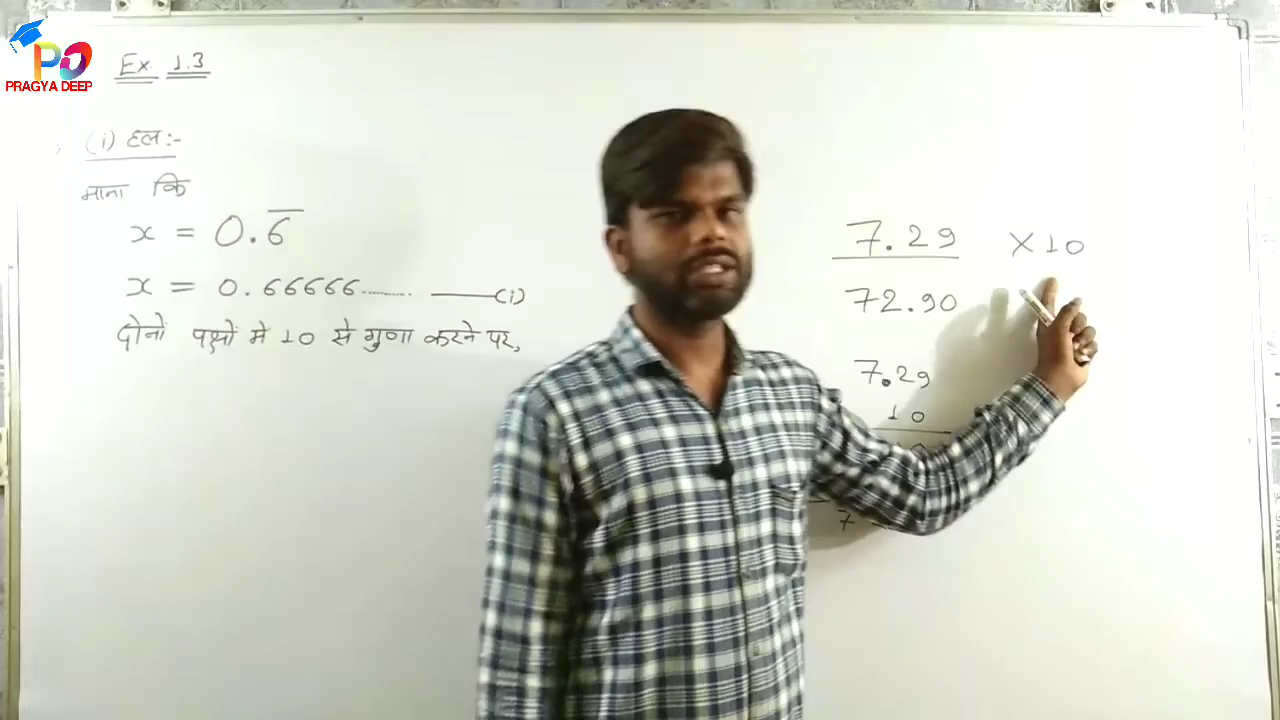 PRAGYA DEEP
Ex. 1.3
(i) हल :-
माना कि
x = 0.6̅
x = 0.66666........ ——(i)
दोनो पक्षों मे 10 से गुणा करने पर,
7.29 × 10
72.90
7.29
10
7